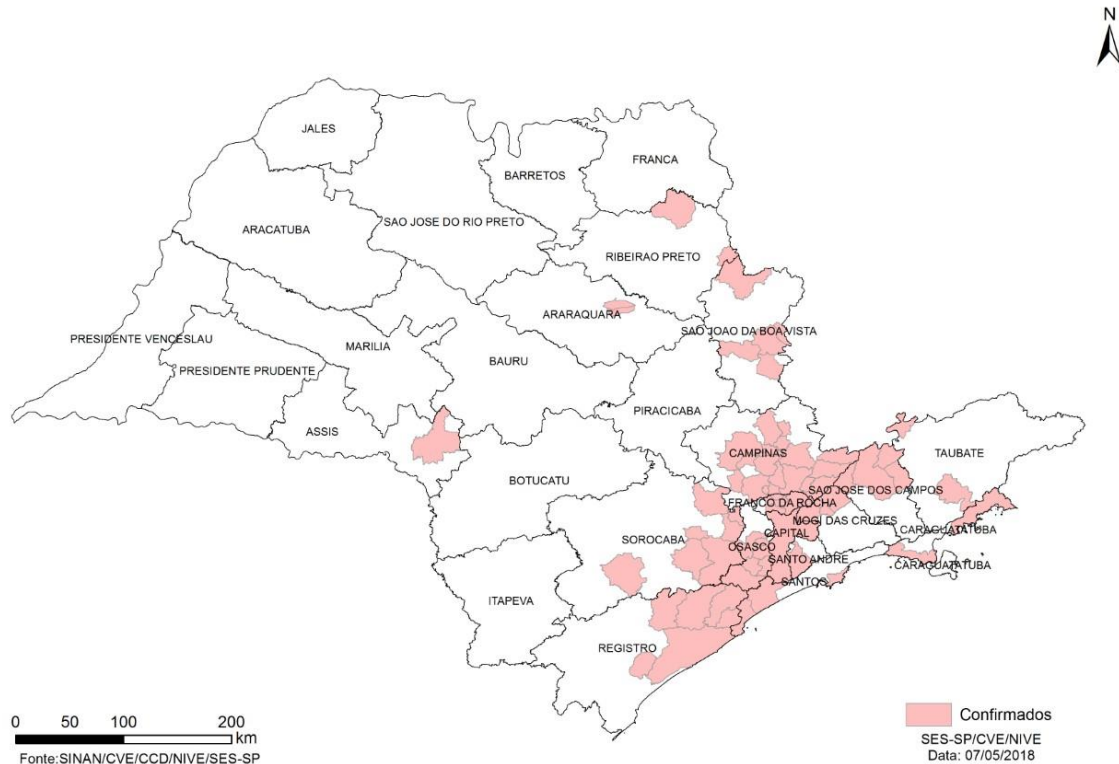 N
JALES
FRANCA
BARRETOS
SAO JOSE DO RIO PRETO
ARACATUBA
RIBEIRAO PRETO
ARARAQUARA
SAO JOAO DA BOA VISTA
PRESIDENTE VENCESLAU
MARILIA
BAURU
PRESIDENTE PRUDENTE
PIRACICABA
ASSIS
CAMPINAS
TAUBATE
BOTUCATU
SAO JOSE DOS CAMPOS
FRANCO DA ROCHA
MOGI DAS CRUZES
CARAGUATATUBA
CAPITAL
SOROCABA
OSASCO
SANTO ANDRE
CARAGUATATUBA
SANTOS
ITAPEVA
REGISTRO
0 50 100 200
km
Fonte:SINAN/CVE/CCD/NIVE/SES-SP
Confirmados
SES-SP/CVE/NIVE
Data: 07/05/2018